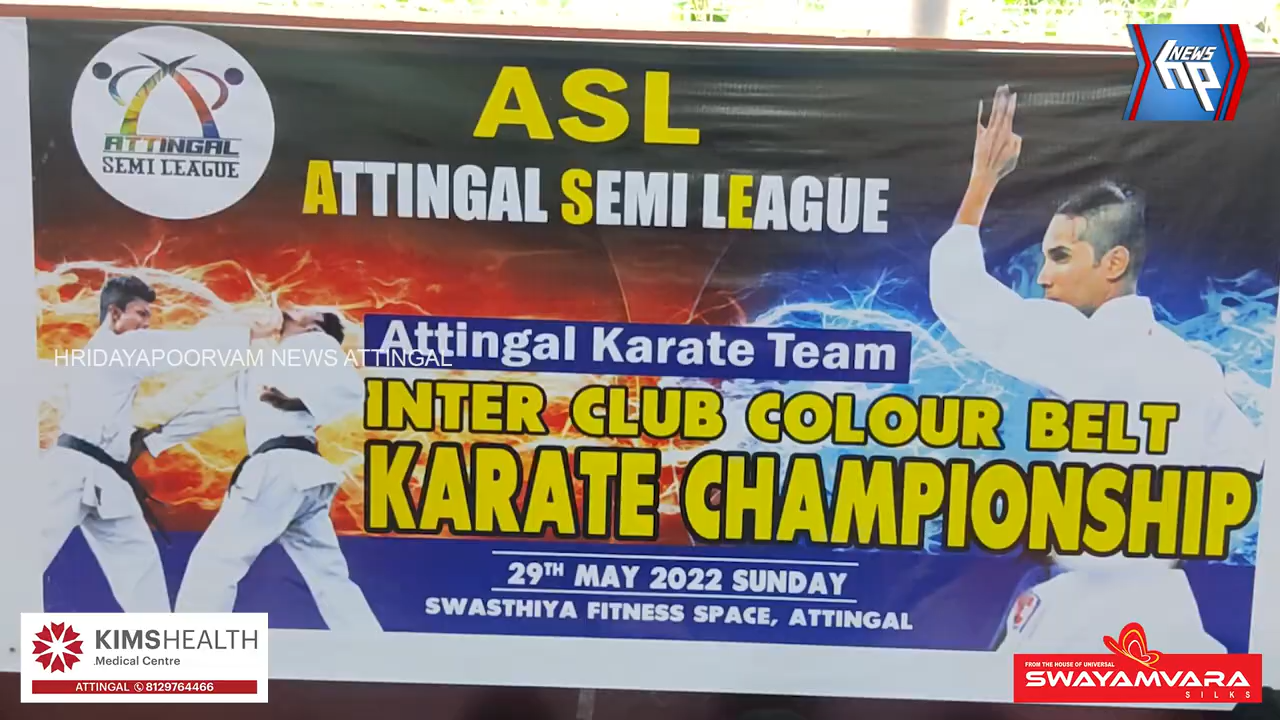 ASL
NEWS
hp
ATTINGAL
SEMI LEAGUE
ATTINGAL SEMI LEAGUE
Attingal Karate Team
HRIDAYAPOORVAM NEWS ATTINGAL
INTER CLUB COLOUR BELT
KARATE CHAMPIONSHIP
29TH MAY 2022 SUNDAY
SWASTHIYA FITNESS SPACE, ATTINGAL
KIMSHEALTH
Medical Centre
ATTINGAL 8129764466
FROM THE HOUSE OF UNIVERSAL
SWAYAMVARA
SILKS